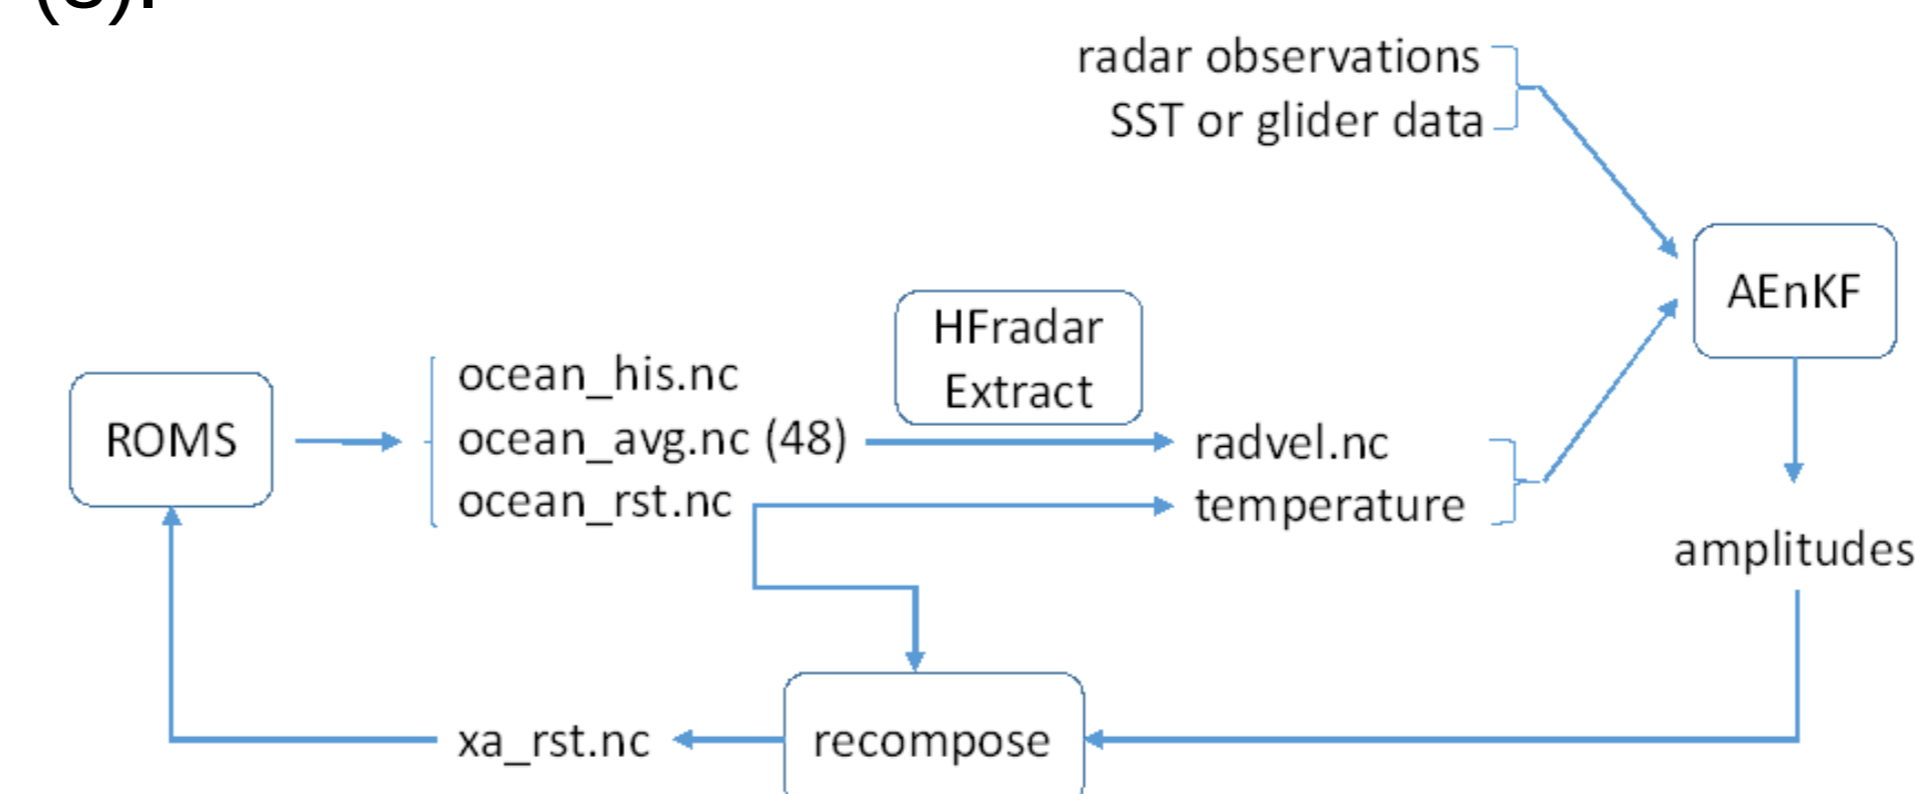 radar observations
SST or glider data
AEnKF
HFradar
Extract
ocean_his.nc
ROMS
ocean_avg.nc (48)
radvel.nc
ocean_rst.nc
temperature
amplitudes
xa_rst.nc
recompose